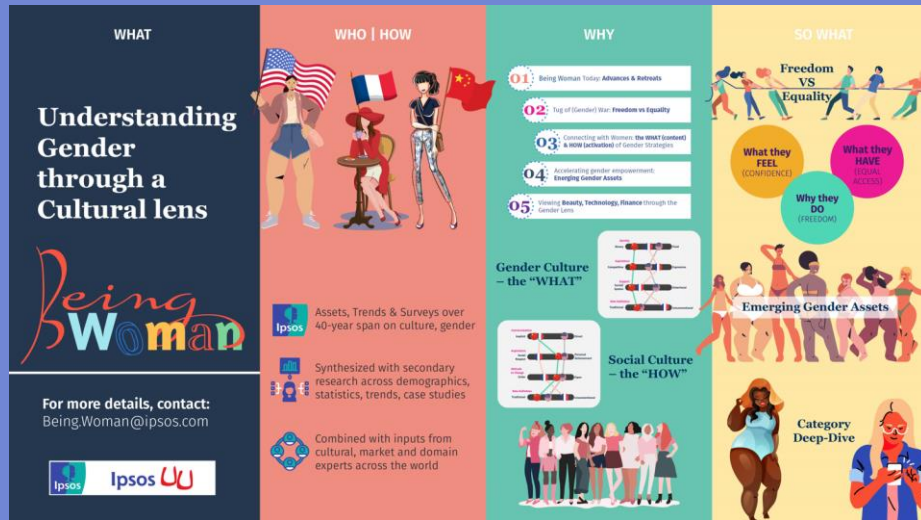 WHAT
Understanding
Gender
through a
Cultural lens
Being
Woman
For more details, contact:
Being.Woman@ipsos.com
Ipsos
Ipsos UU
WHO | HOW
Ipsos
Assets, Trends & Surveys over
40-year span on culture, gender
Synthesized with secondary
research across demographics,
statistics, trends, case studies
Combined with inputs from
cultural, market and domain
experts across the world
WHY
01 Being Woman Today: Advances & Retreats
02 Tug of (Gender) War: Freedom vs Equality
03 Connecting with Women: the WHAT (content)
& HOW (activation) of Gender Strategies
04 Accelerating gender empowerment:
Emerging Gender Assets
05 Viewing Beauty, Technology, Finance through the
Gender Lens
Gender Culture
– the “WHAT”
Social Culture
– the “HOW”
SO WHAT
Freedom
VS
Equality
What they
FEEL
(CONFIDENCE)
What they
HAVE
(EQUAL
ACCESS)
Why they
DO
(FREEDOM)
Emerging Gender Assets
Category
Deep-Dive